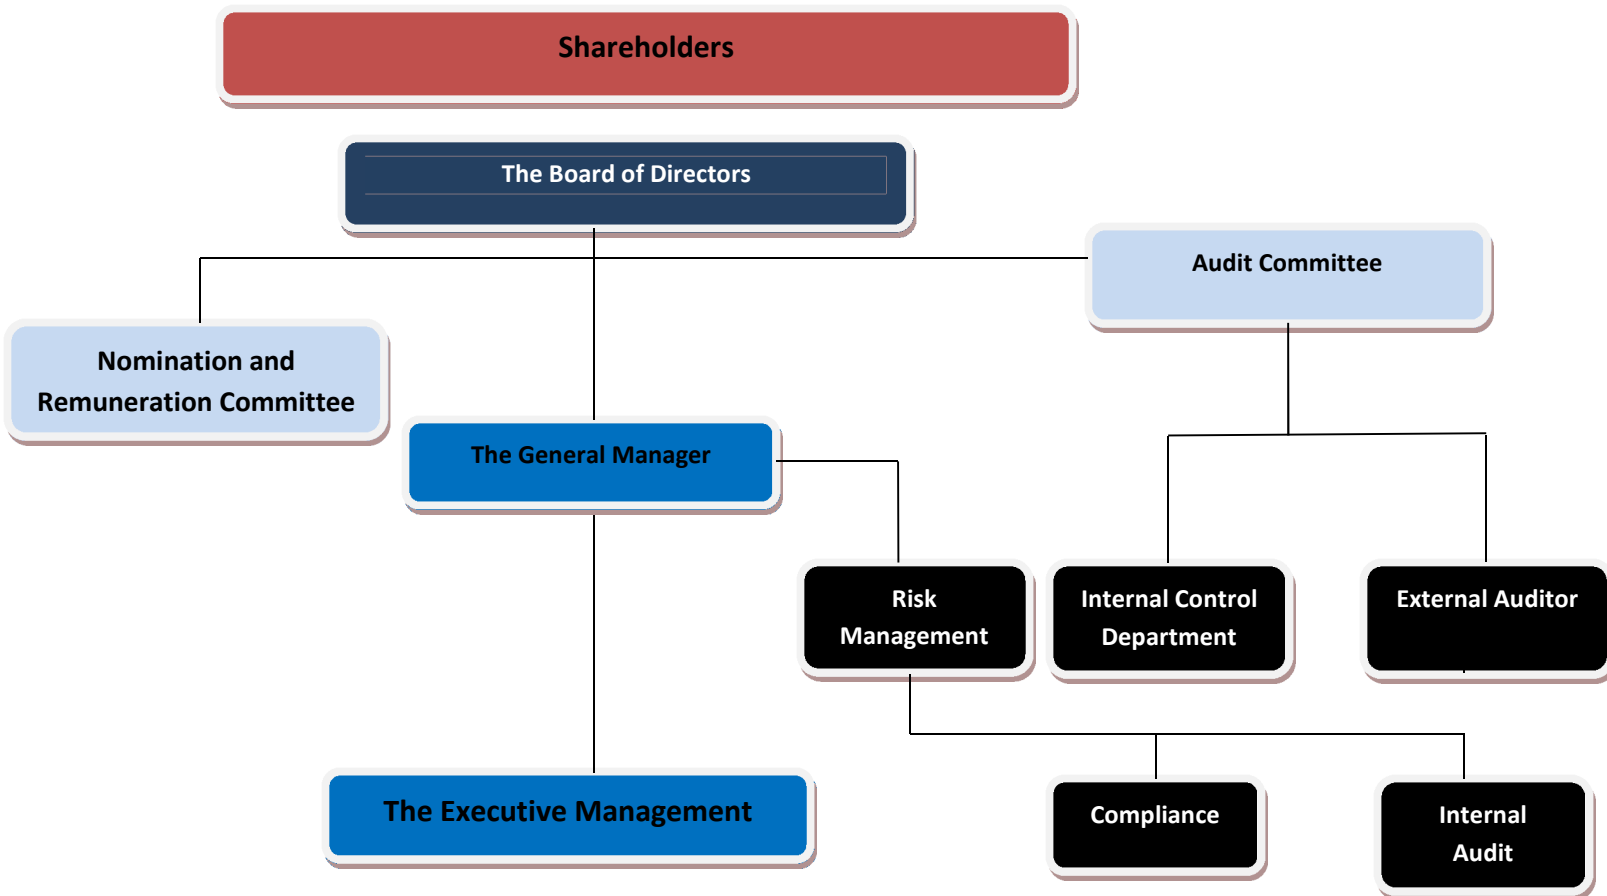 Shareholders
The Board of Directors
Audit Committee
Nomination and
Remuneration Committee
The General Manager
Risk
Management
Internal Control
Department
External Auditor
The Executive Management
Compliance
Internal
Audit